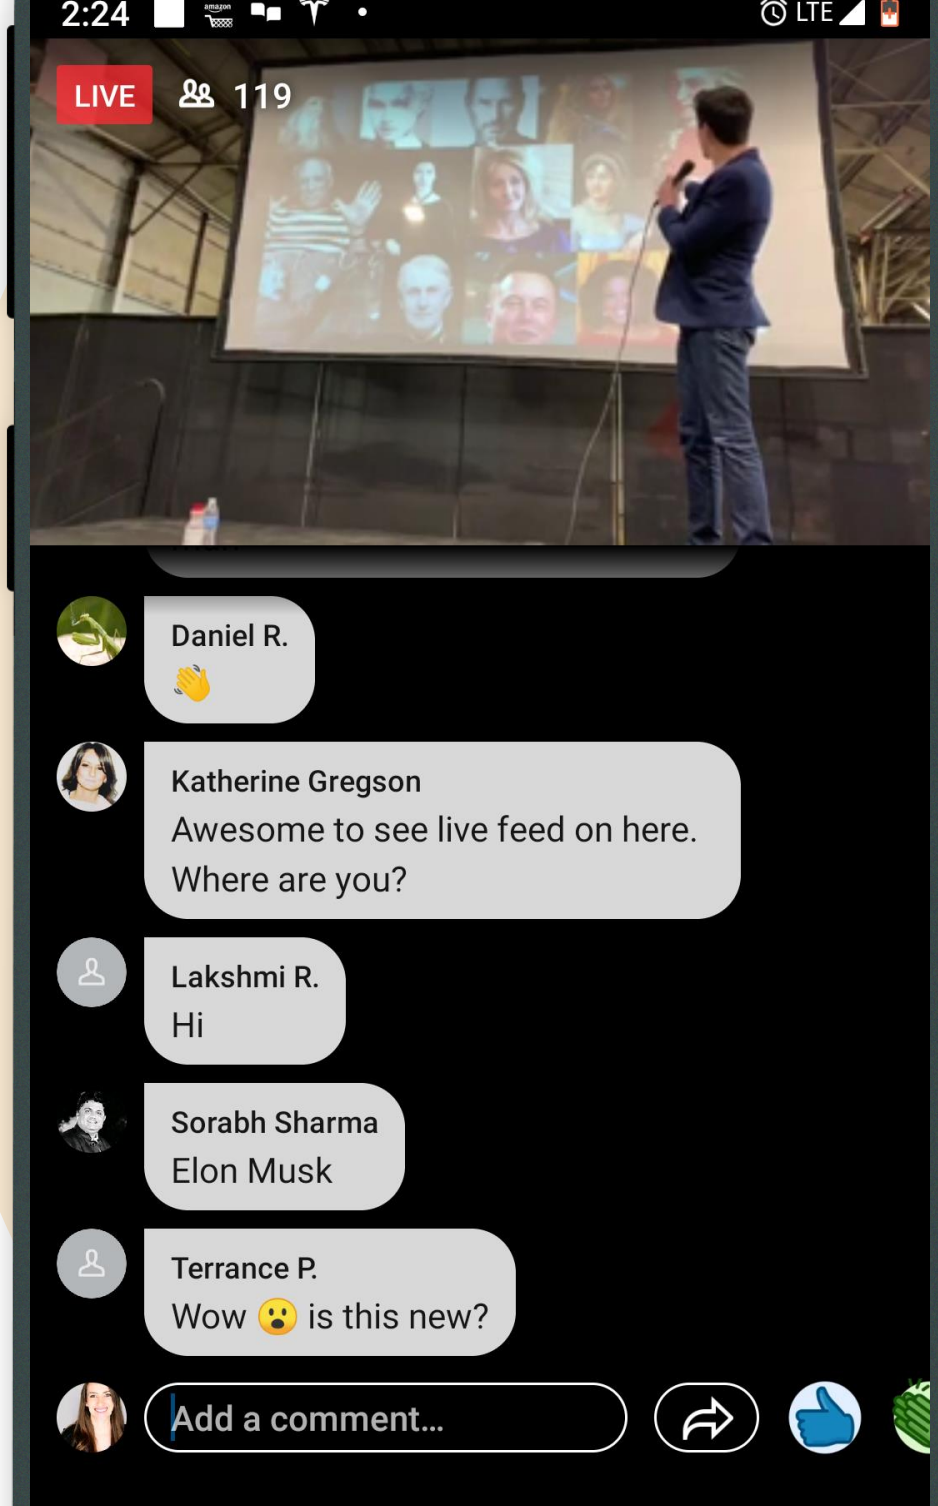 2:24
amazon
LTE
LIVE
119
Daniel R.
Katherine Gregson
Awesome to see live feed on here.
Where are you?
Lakshmi R.
Hi
Sorabh Sharma
Elon Musk
Terrance P.
Wow 😮 is this new?
Add a comment...